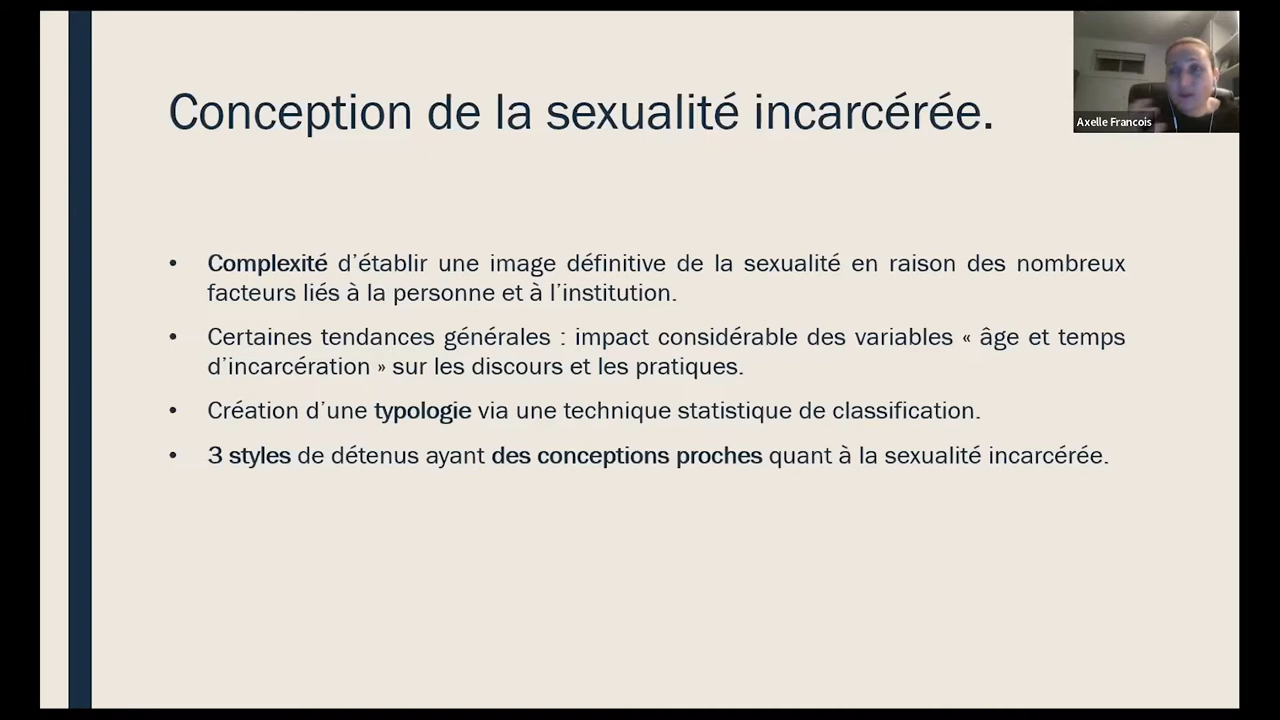 Conception de la sexualité incarcérée.
Axelle Francois
• Complexité d’établir une image définitive de la sexualité en raison des nombreux
facteurs liés à la personne et à l’institution.
• Certaines tendances générales : impact considérable des variables « âge et temps
d’incarcération » sur les discours et les pratiques.
• Création d’une typologie via une technique statistique de classification.
• 3 styles de détenus ayant des conceptions proches quant à la sexualité incarcérée.